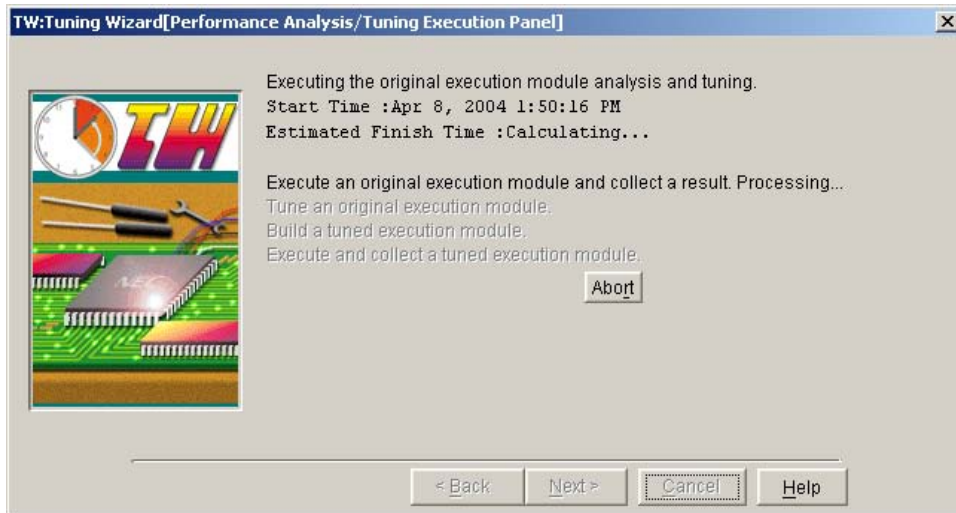 TW:Tuning Wizard[Performance Analysis/Tuning Execution Panel]
TW
Executing the original execution module analysis and tuning.
Start Time :Apr 8, 2004 1:50:16 PM
Estimated Finish Time :Calculating...
Execute an original execution module and collect a result. Processing...
Tune an original execution module.
Build a tuned execution module.
Execute and collect a tuned execution module.
Abort
NEC
< Back
Next >
Cancel
Help